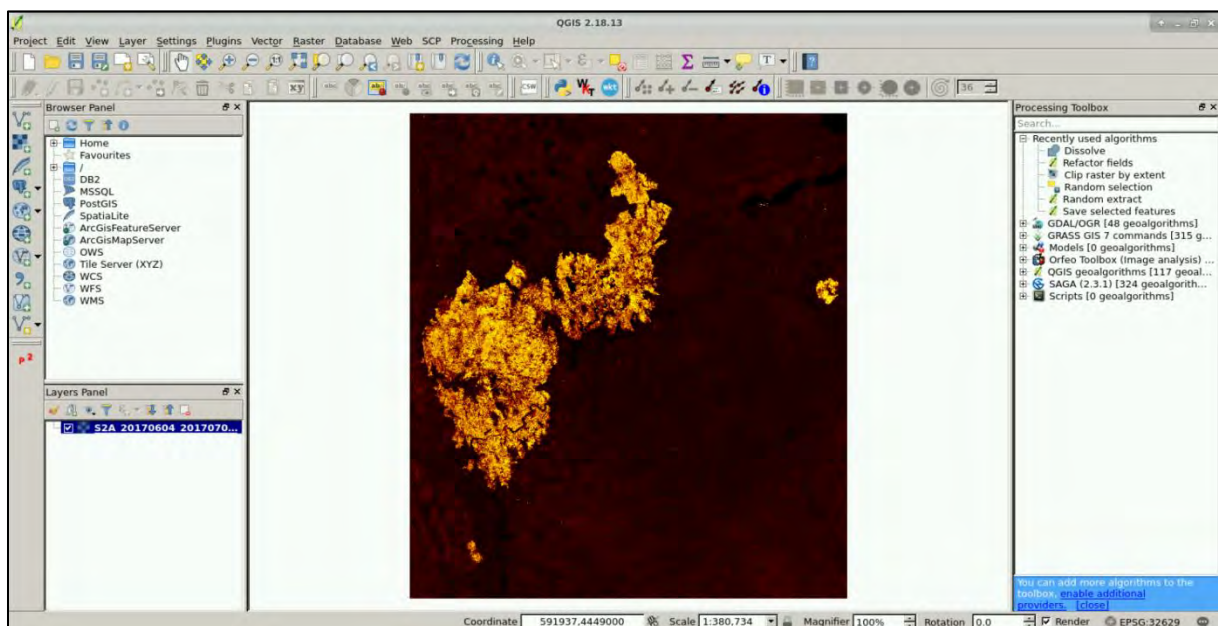 QGIS 2.18.13
Project Edit View Layer Settings Plugins Vector Raster Database Web SCP Processing Help
CSW
wkt
36
Browser Panel
Home
Favourites
/
DB2
MSSQL
PostGIS
SpatiaLite
ArcGisFeatureServer
ArcGisMapServer
OWS
Tile Server (XYZ)
WCS
WFS
WMS
Layers Panel
S2A_20170604_2017070...
Processing Toolbox
Search...
Recently used algorithms
Dissolve
Refactor fields
Clip raster by extent
Random selection
Random extract
Save selected features
GDAL/OGR [48 geoalgorithms]
GRASS GIS 7 commands [315 g...
Models [0 geoalgorithms]
Orfeo Toolbox (Image analysis) ...
QGIS geoalgorithms [117 geoal...
SAGA (2.3.1) [324 geoalgorith...
Scripts [0 geoalgorithms]
You can add more algorithms to the
toolbox, enable additional
providers. [close]
Coordinate 591937,4449000 Scale 1:380,734 Magnifier 100% Rotation 0.0 Render EPSG:32629